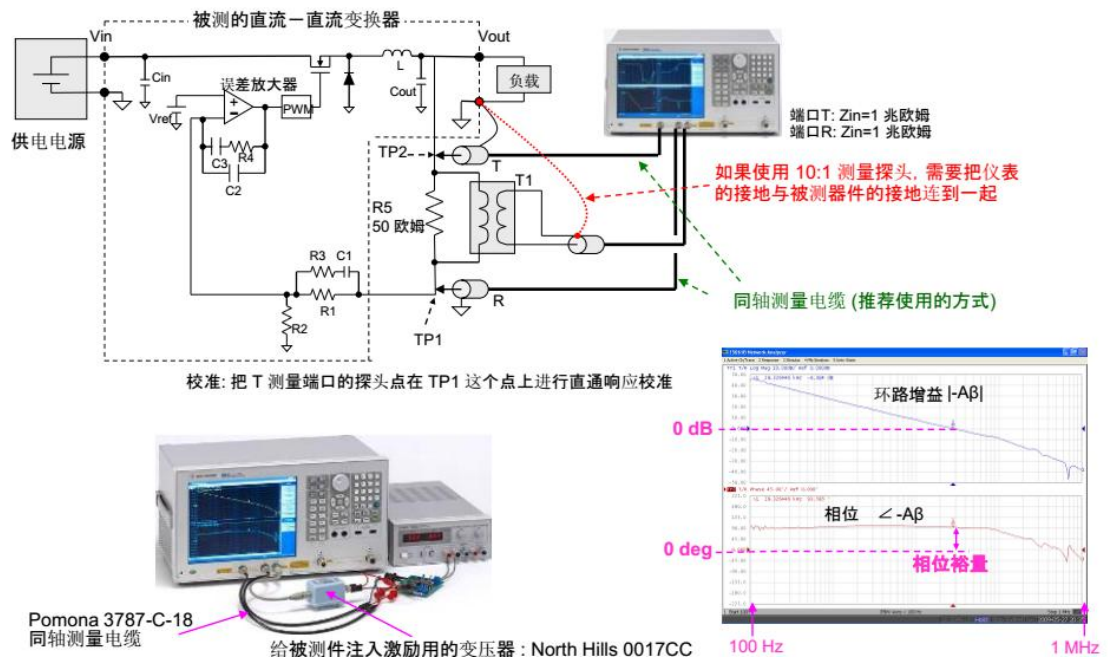 被测的直流－直流变换器
Vin
Vout
Cin
误差放大器
L
Cout
负载
Vref
PWM
供电电源
C3
R4
C2
TP2
T
T1
R5
50 欧姆
R3
C1
R1
R2
R
TP1
端口T: Zin=1 兆欧姆
端口R: Zin=1 兆欧姆
如果使用 10:1 测量探头, 需要把仪表
的接地与被测器件的接地连到一起
同轴测量电缆 (推荐使用的方式)
校准: 把 T 测量端口的探头点在 TP1 这个点上进行直通响应校准
环路增益 |-Aβ|
0 dB
相位 ∠-Aβ
0 deg
相位裕量
100 Hz
1 MHz
Pomona 3787-C-18
同轴测量电缆
给被测件注入激励用的变压器 : North Hills 0017CC